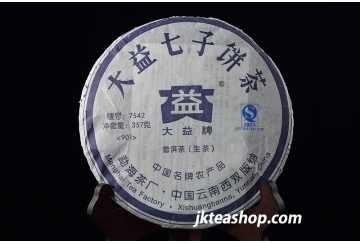 大益七子饼茶
益®
大益牌
唛号: 7542
净含量: 357克
<901>
普洱茶（生茶）
中国名牌农产品
勐海茶厂·中国云南西双版纳
Menghai Tea Factory · Xishuangbanna, Yunnan, China
jkteashop.com